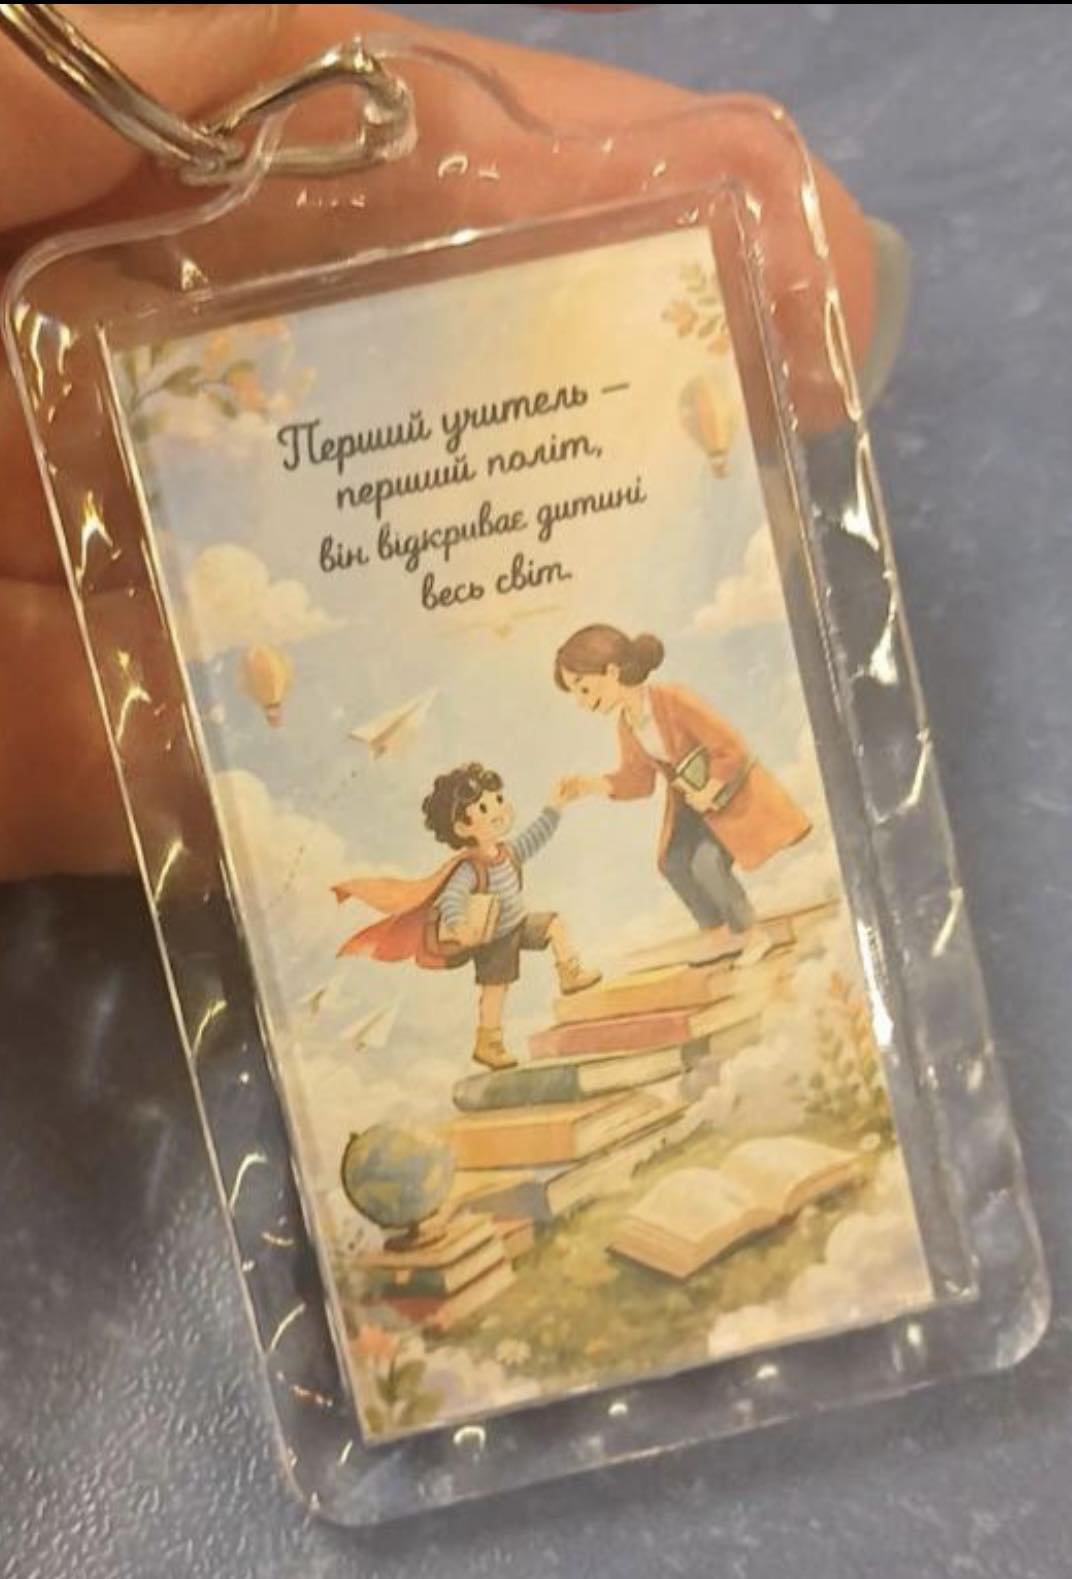 Перший учитель —
перший політ,
він відкриває дитині
весь світ.